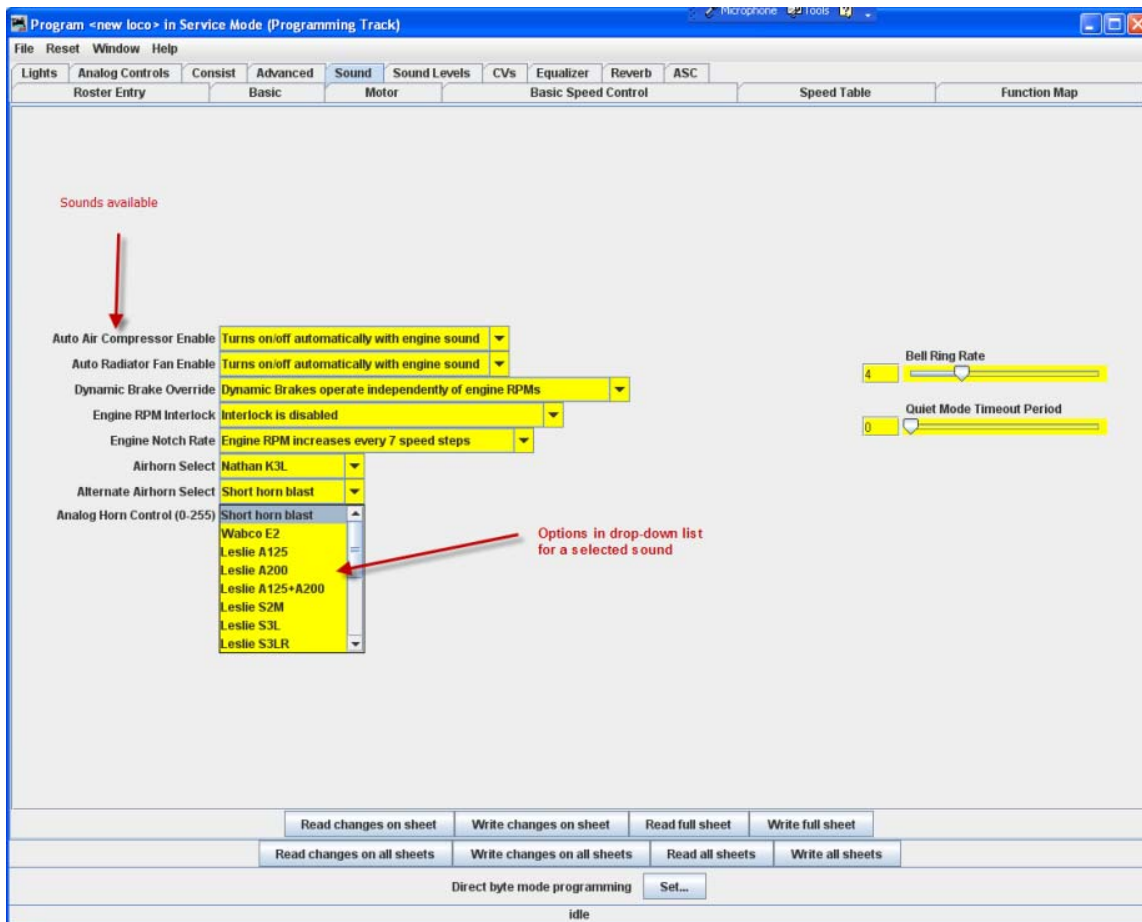 Program <new loco> in Service Mode (Programming Track)
Microphone Tools
File Reset Window Help
Lights Analog Controls Consist Advanced Sound Sound Levels CVs Equalizer Reverb ASC
Roster Entry Basic Motor Basic Speed Control Speed Table Function Map
Sounds available
Auto Air Compressor Enable Turns on/off automatically with engine sound
Auto Radiator Fan Enable Turns on/off automatically with engine sound
Dynamic Brake Override Dynamic Brakes operate independently of engine RPMs
Engine RPM Interlock Interlock is disabled
Engine Notch Rate Engine RPM increases every 7 speed steps
Airhorn Select Nathan K3L
Alternate Airhorn Select Short horn blast
Analog Horn Control (0-255) Short horn blast
Wabco E2
Leslie A125
Leslie A200
Leslie A125+A200
Leslie S2M
Leslie S3L
Leslie S3LR
Options in drop-down list
for a selected sound
Bell Ring Rate
4
Quiet Mode Timeout Period
0
Read changes on sheet Write changes on sheet Read full sheet Write full sheet
Read changes on all sheets Write changes on all sheets Read all sheets Write all sheets
Direct byte mode programming Set...
idle